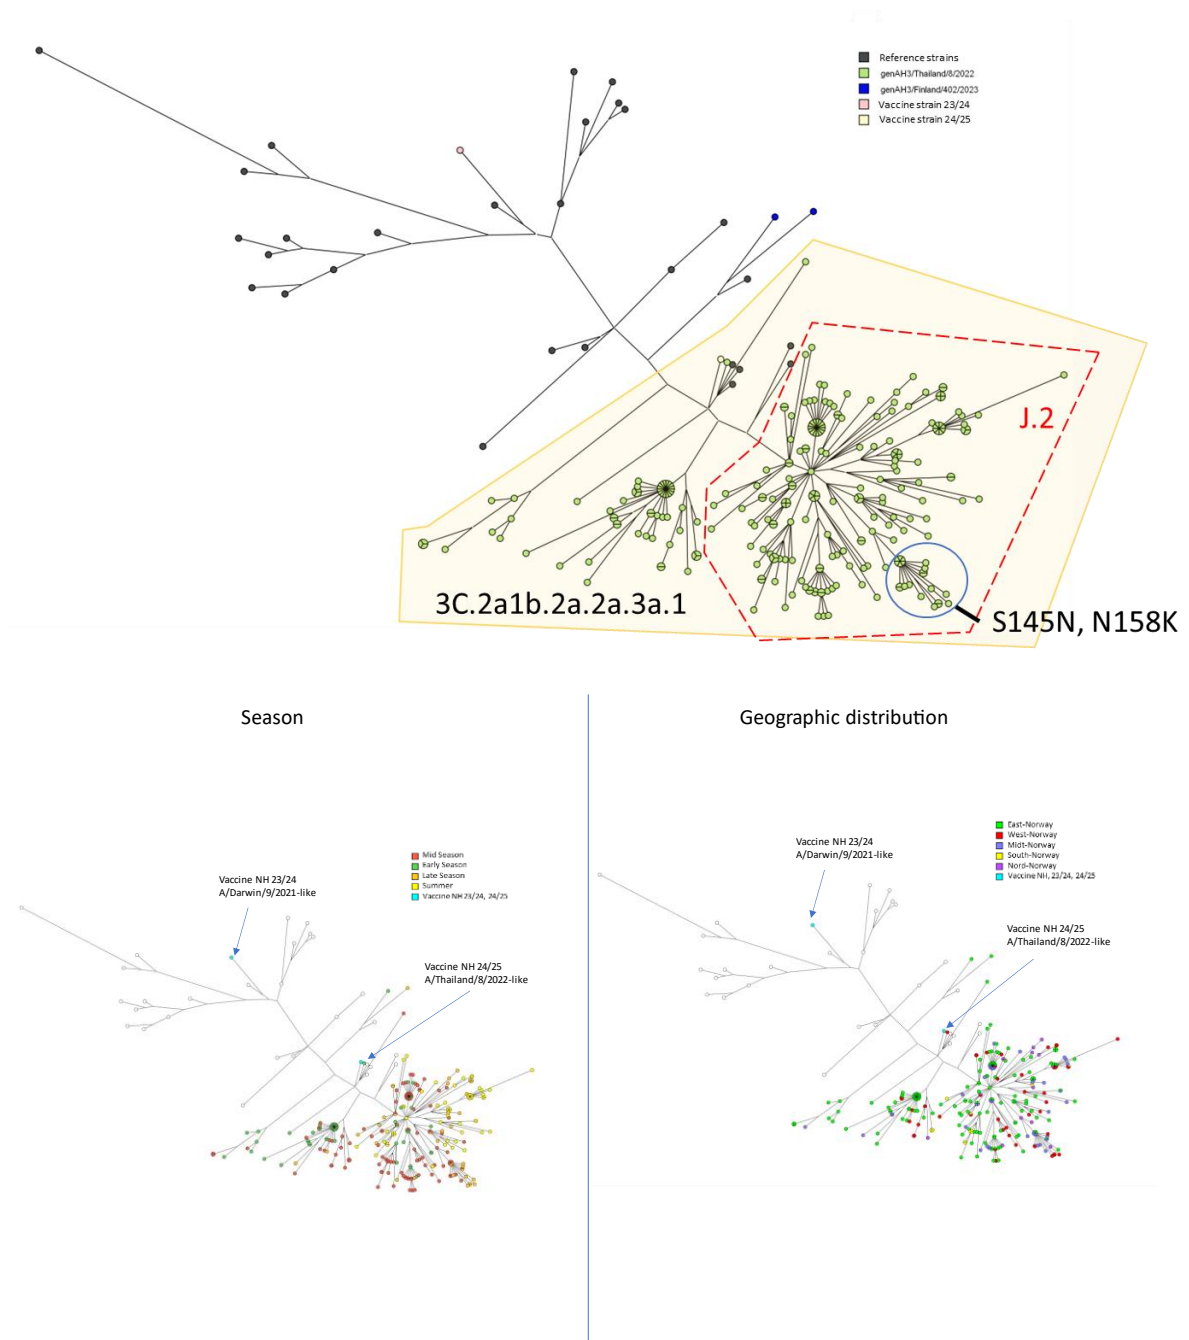 Reference strains
genAH3/Thailand/8/2022
genAH3/Finland/402/2023
Vaccine strain 23/24
Vaccine strain 24/25
J.2
3C.2a1b.2a.2a.3a.1
S145N, N158K
Season
Geographic distribution
Vaccine NH 23/24
A/Darwin/9/2021-like
Mid Season
Early Season
Late Season
Summer
Vaccine NH 23/24, 24/25
Vaccine NH 24/25
A/Thailand/8/2022-like
Vaccine NH 23/24
A/Darwin/9/2021-like
East-Norway
West-Norway
Midt-Norway
South-Norway
Nord-Norway
Vaccine NH, 23/24, 24/25
Vaccine NH 24/25
A/Thailand/8/2022-like